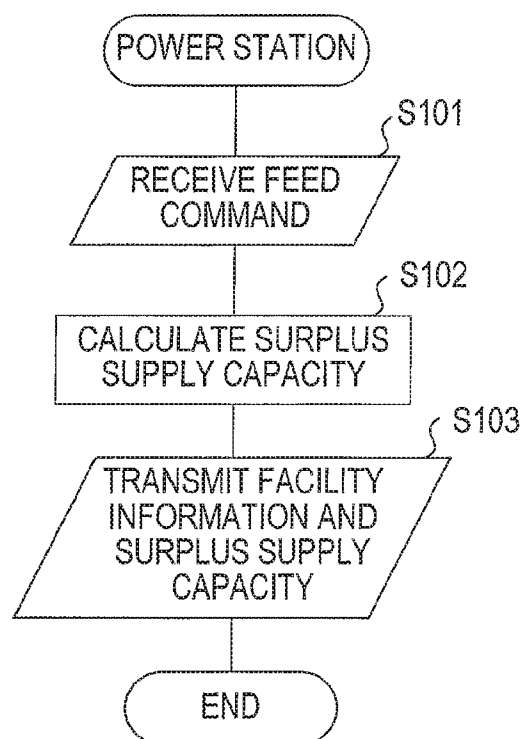 POWER STATION
S101
RECEIVE FEED
COMMAND
S102
CALCULATE SURPLUS
SUPPLY CAPACITY
S103
TRANSMIT FACILITY
INFORMATION AND
SURPLUS SUPPLY
CAPACITY
END